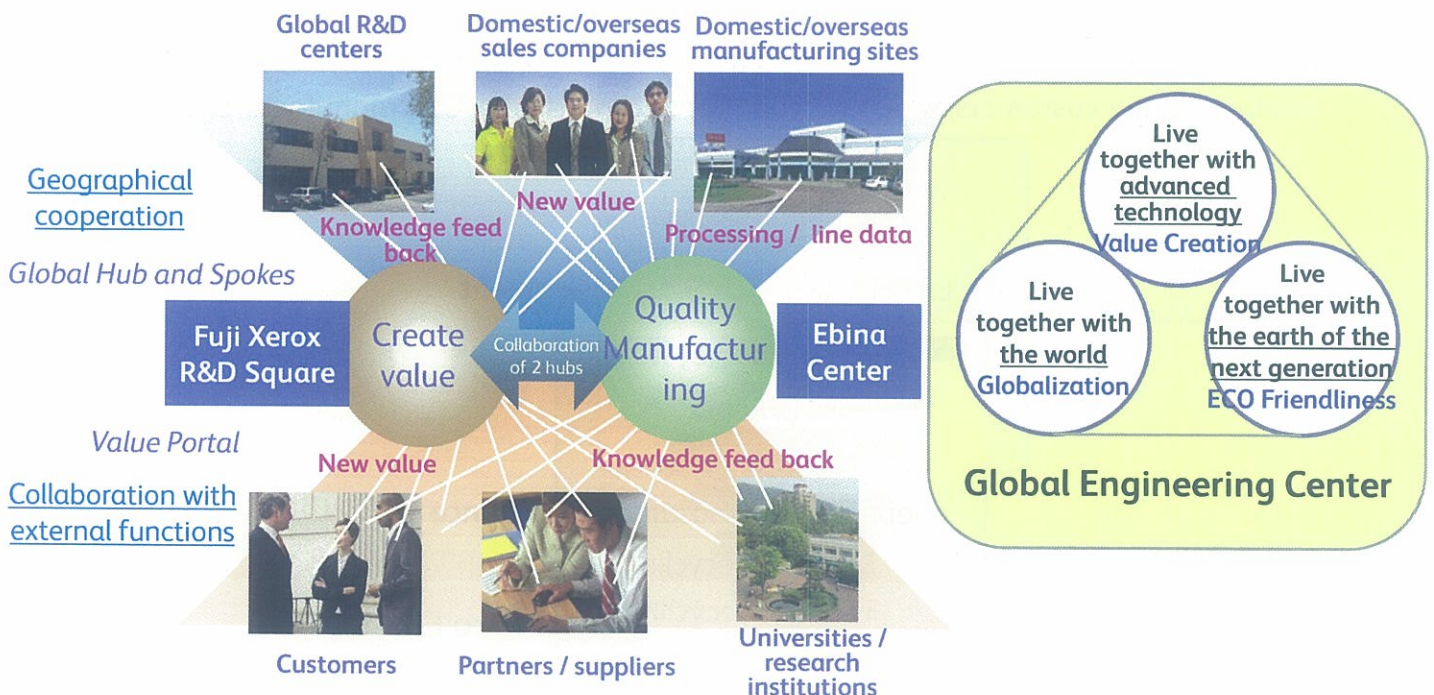 Global R&D
centers
Domestic/overseas
sales companies
Domestic/overseas
manufacturing sites
Geographical
cooperation
Knowledge feed
back
New value
Processing / line data
Global Hub and Spokes
Fuji Xerox
R&D Square
Create
value
Collaboration
of 2 hubs
Quality
Manufactur
ing
Ebina
Center
Value Portal
New value
Knowledge feed back
Collaboration with
external functions
Customers
Partners / suppliers
Universities /
research
institutions
Live
together with
advanced
technology
Value Creation
Live
together with
the world
Globalization
Live
together with
the earth of the
next generation
ECO Friendliness
Global Engineering Center